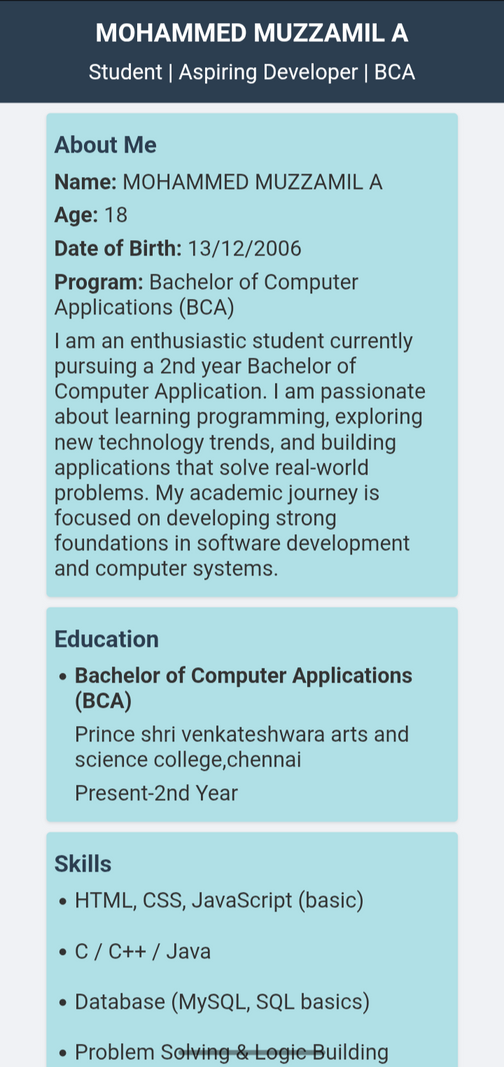 MOHAMMED MUZZAMIL A
Student | Aspiring Developer | BCA
About Me
Name: MOHAMMED MUZZAMIL A
Age: 18
Date of Birth: 13/12/2006
Program: Bachelor of Computer
Applications (BCA)
I am an enthusiastic student currently
pursuing a 2nd year Bachelor of
Computer Application. I am passionate
about learning programming, exploring
new technology trends, and building
applications that solve real-world
problems. My academic journey is
focused on developing strong
foundations in software development
and computer systems.
Education
• Bachelor of Computer Applications
(BCA)
Prince shri venkateshwara arts and
science college,chennai
Present-2nd Year
Skills
• HTML, CSS, JavaScript (basic)
• C / C++ / Java
• Database (MySQL, SQL basics)
• Problem Solving & Logic Building